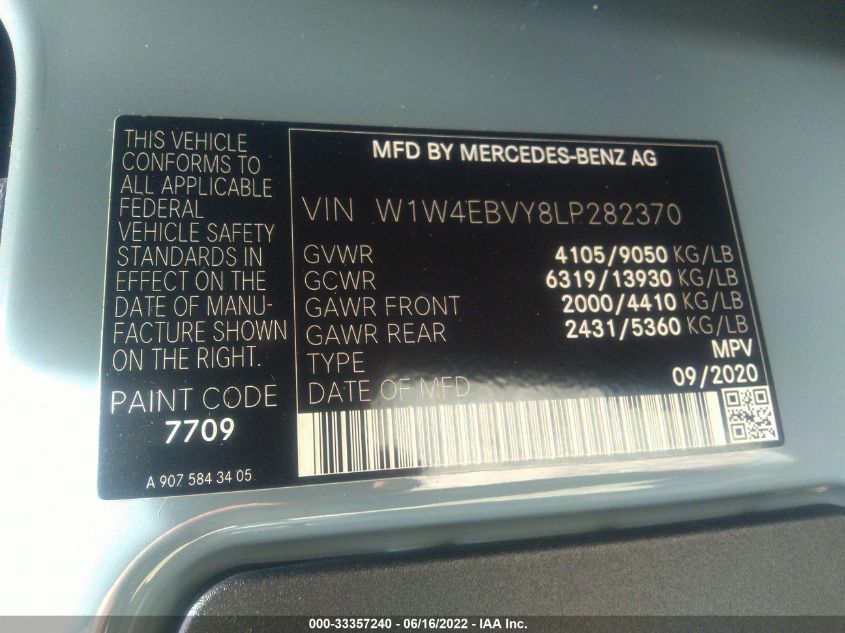 THIS VEHICLE
CONFORMS TO
ALL APPLICABLE
FEDERAL
VEHICLE SAFETY
STANDARDS IN
EFFECT ON THE
DATE OF MANU-
FACTURE SHOWN
ON THE RIGHT.
PAINT CODE
7709
A 907 584 34 05
MFD BY MERCEDES-BENZ AG
VIN W1W4EBVY8LP282370
GVWR 4105/9050 KG/LB
GCWR 6319/13930 KG/LB
GAWR FRONT 2000/4410 KG/LB
GAWR REAR 2431/5360 KG/LB
TYPE MPV
DATE OF MFD 09/2020
000-33357240 - 06/16/2022 - IAA Inc.